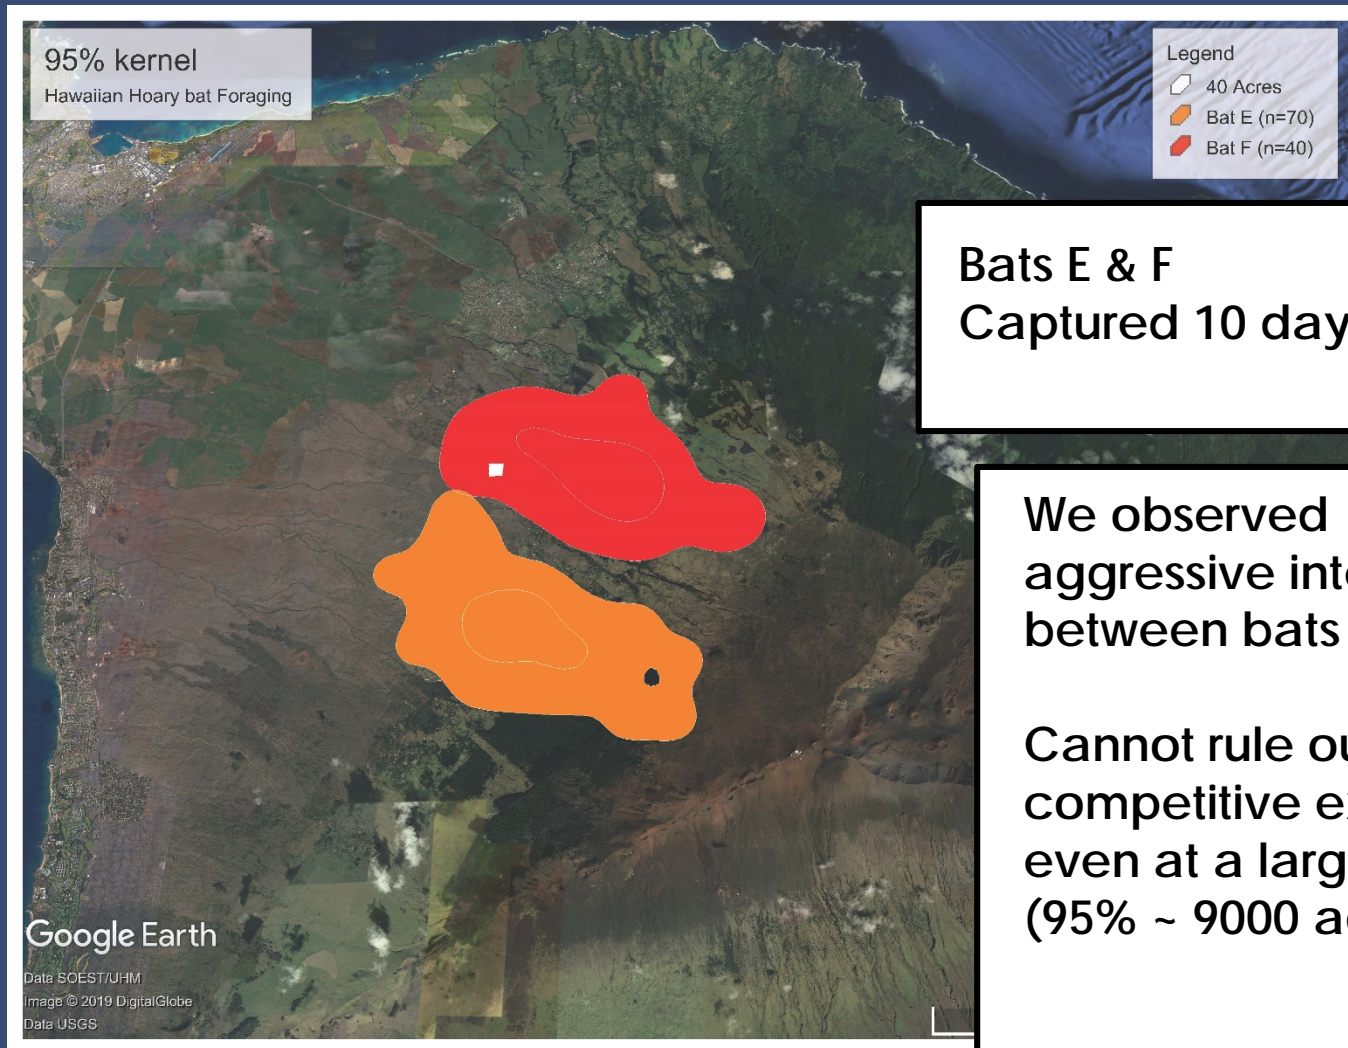 95% kernel
Hawaiian Hoary bat Foraging
Legend
40 Acres
Bat E (n=70)
Bat F (n=40)
Bats E & F
Captured 10 day
We observed
aggressive int
between bats
Cannot rule ou
competitive e
even at a larg
(95% ~ 9000 a
Google Earth
Data SOEST/UHM
Image © 2019 DigitalGlobe
Data USGS